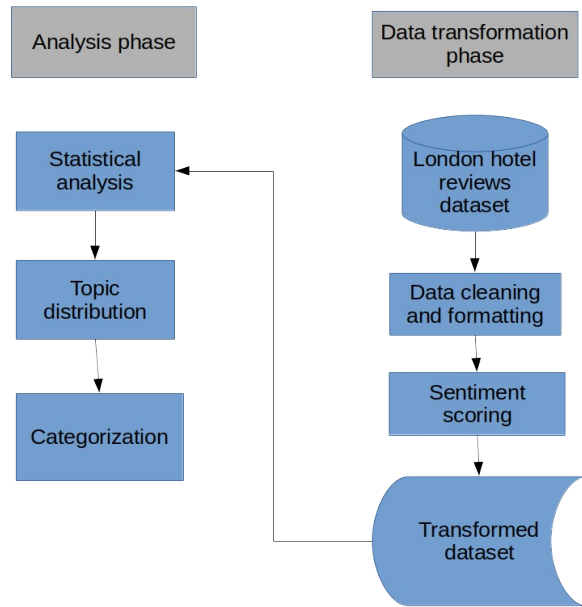 Analysis phase
Data transformation
phase
Statistical
analysis
London hotel
reviews
dataset
Topic
distribution
Data cleaning
and formatting
Categorization
Sentiment
scoring
Transformed
dataset